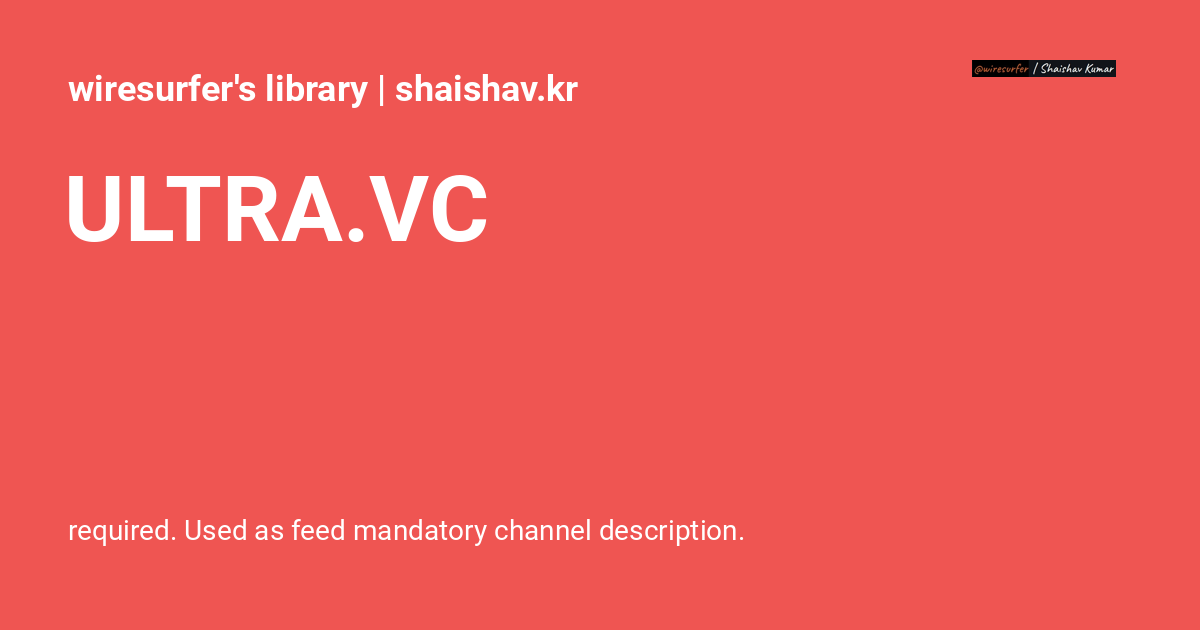 wiresurfer's library | shaishav.kr
@wiresurfer | Shaishav Kumar
ULTRA.VC
required. Used as feed mandatory channel description.